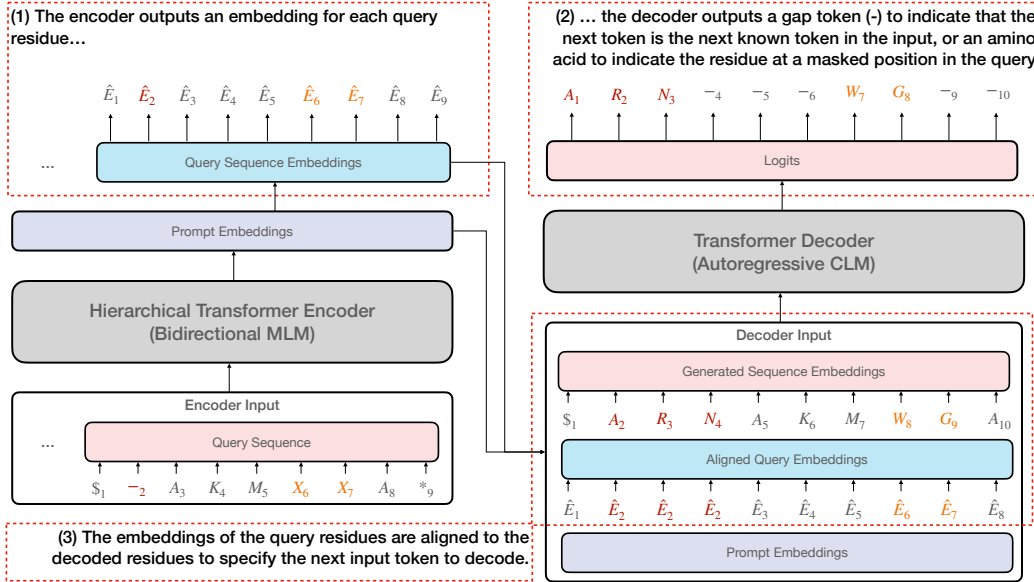 (1) The encoder outputs an embedding for each query
residue…
Ê₁ Ê₂ Ê₃ Ê₄ Ê₅ Ê₆ Ê₇ Ê₈ Ê₉
...
Query Sequence Embeddings
Prompt Embeddings
Hierarchical Transformer Encoder
(Bidirectional MLM)
Encoder Input
...
Query Sequence
$₁ −₂ A₃ K₄ M₅ X₆ X₇ A₈ *₉
(2) … the decoder outputs a gap token (-) to indicate that the
next token is the next known token in the input, or an amino
acid to indicate the residue at a masked position in the query
A₁ R₂ N₃ −₄ −₅ −₆ W₇ G₈ −₉ −₁₀
Logits
Transformer Decoder
(Autoregressive CLM)
Decoder Input
Generated Sequence Embeddings
$₁ A₂ R₃ N₄ A₅ K₆ M₇ W₈ G₉ A₁₀
Aligned Query Embeddings
Ê₁ Ê₂ Ê₂ Ê₂ Ê₃ Ê₄ Ê₅ Ê₆ Ê₇ Ê₈
Prompt Embeddings
(3) The embeddings of the query residues are aligned to the
decoded residues to specify the next input token to decode.